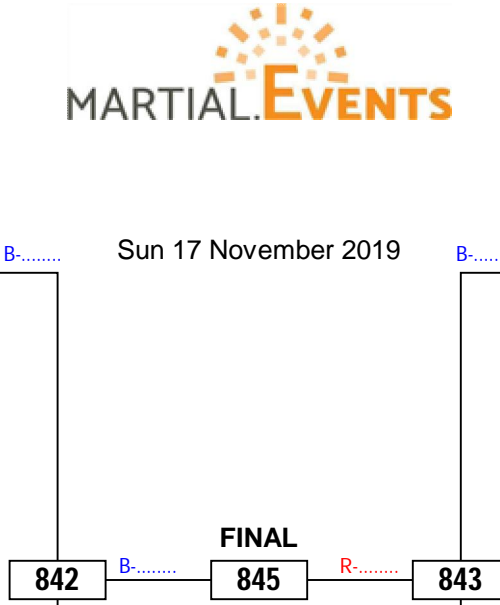 MARTIAL.EVENTS
B-........ Sun 17 November 2019 B-.....
FINAL
842 B-........ 845 R-........ 843